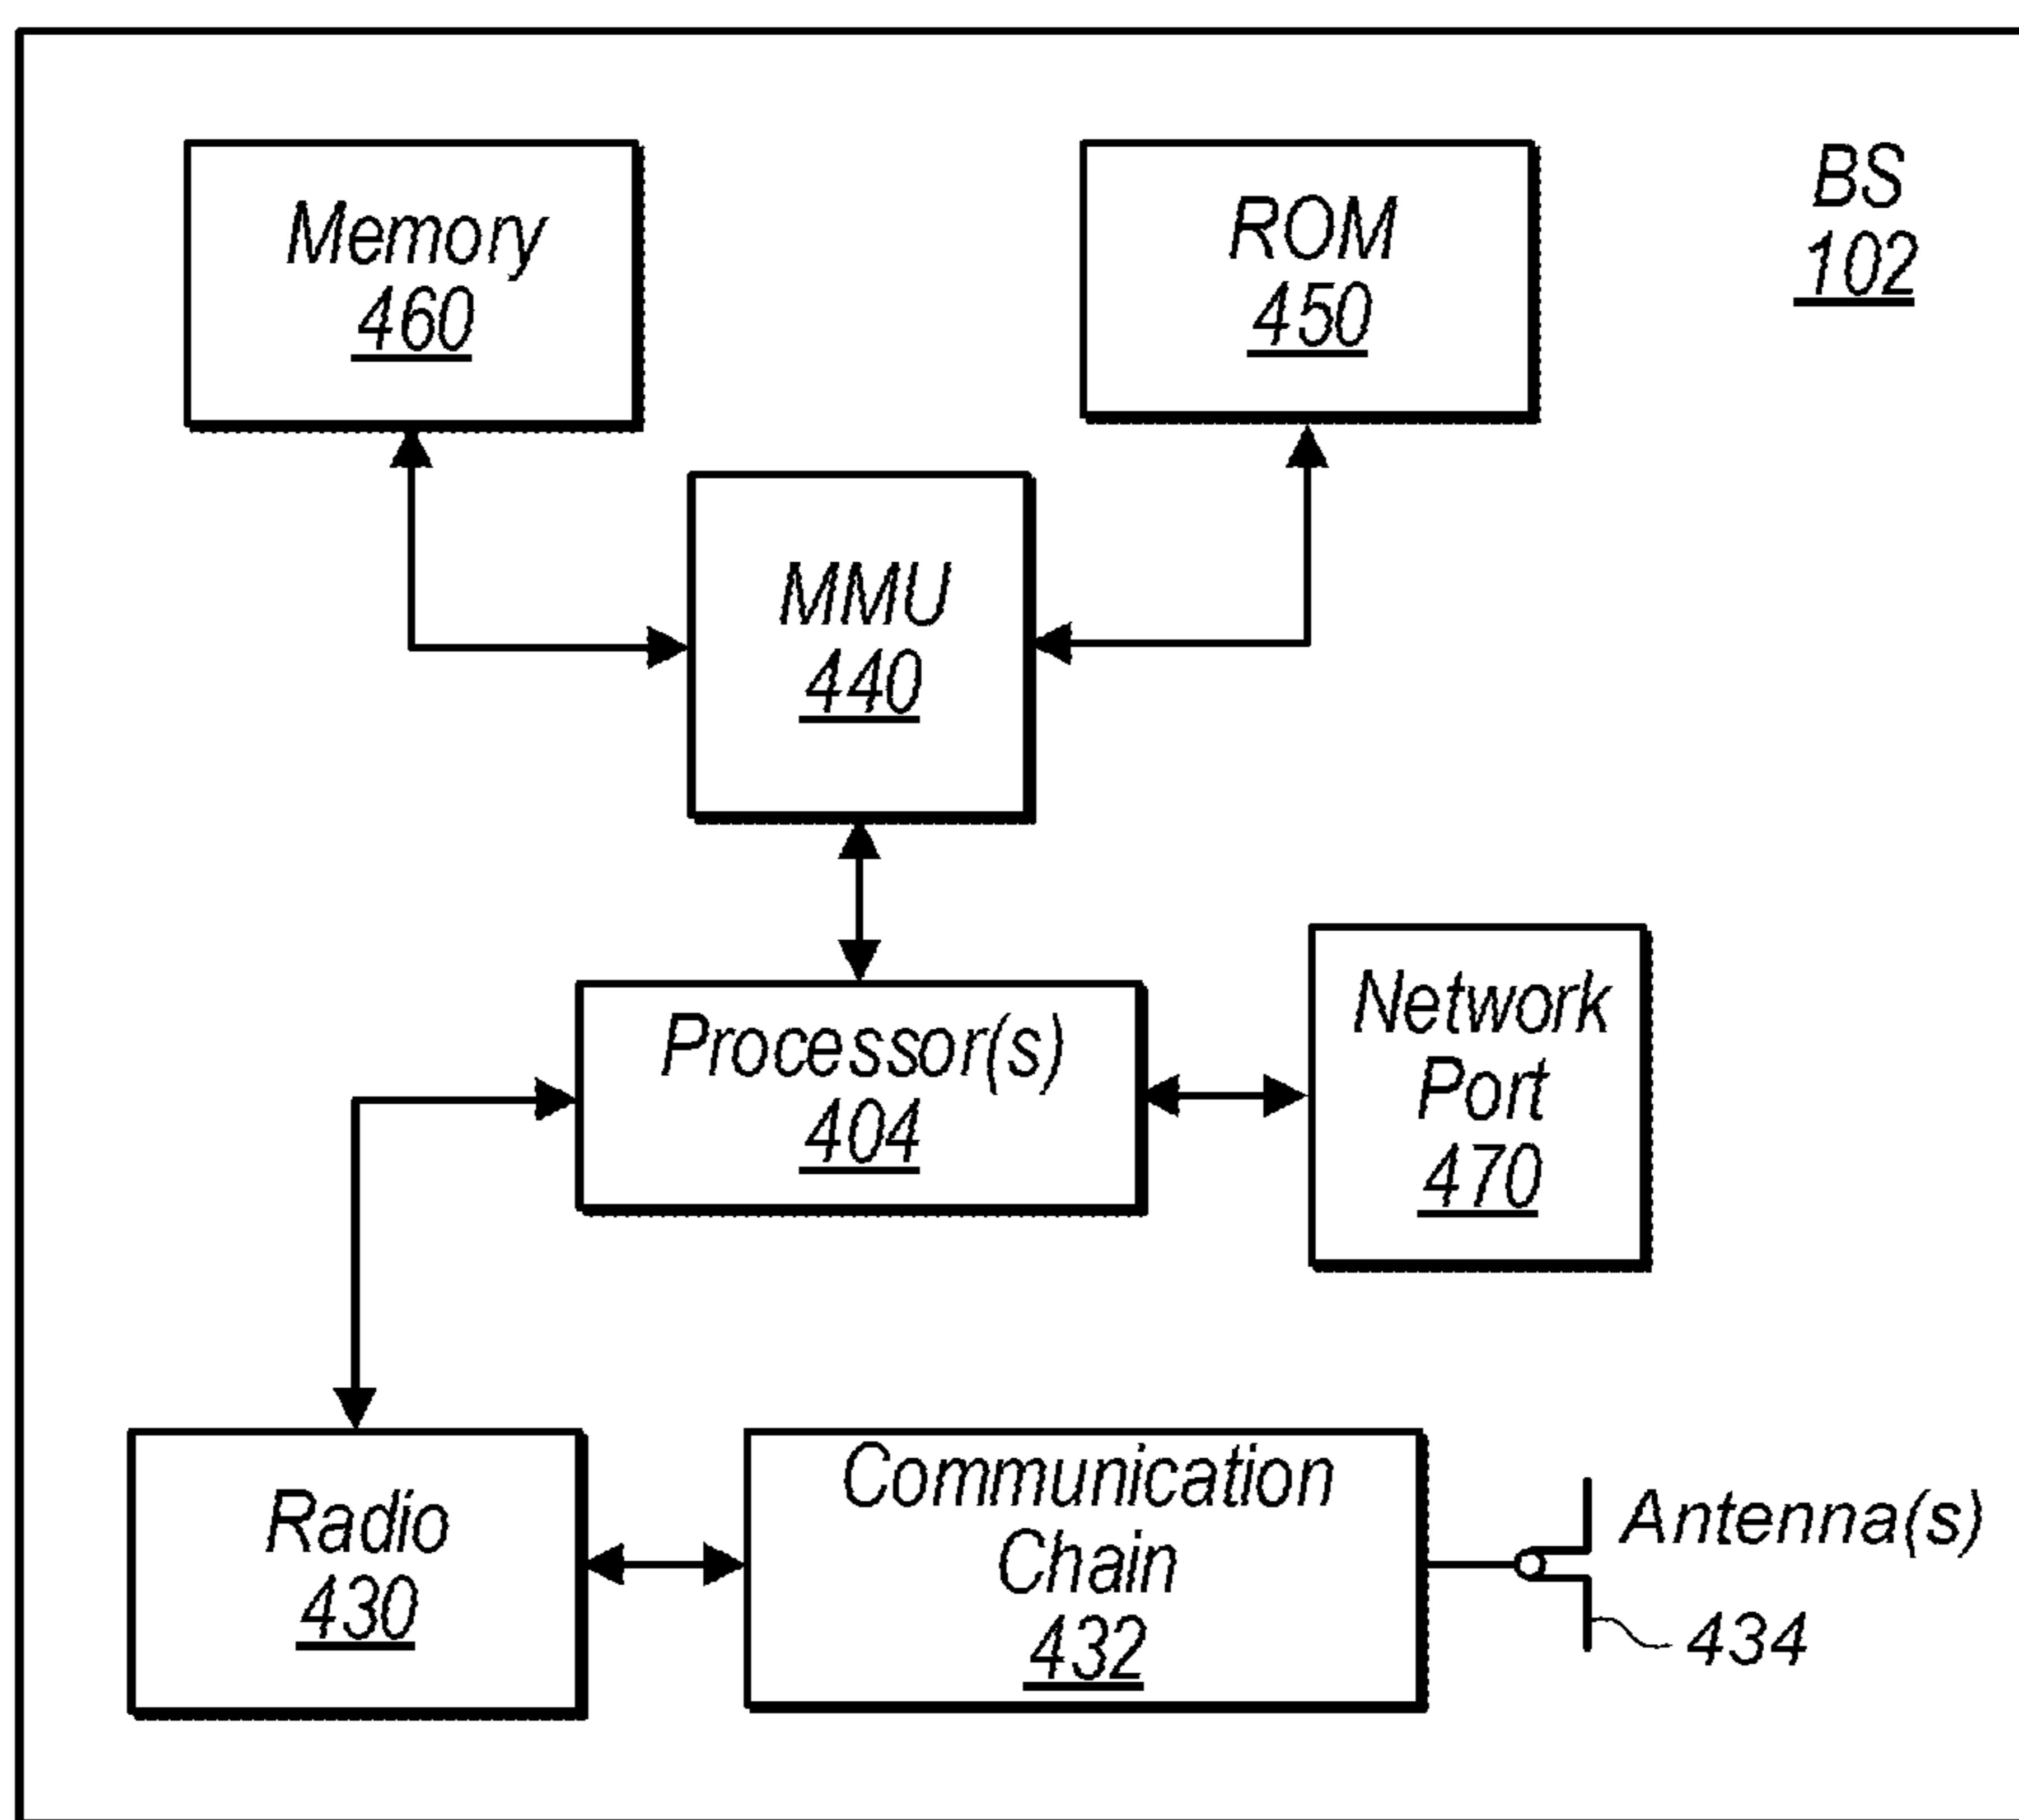 Memory
460
ROM
450
BS
102
MMU
440
Processor(s)
404
Network
Port
470
Radio
430
Communication
Chain
432
Antenna(s)
434